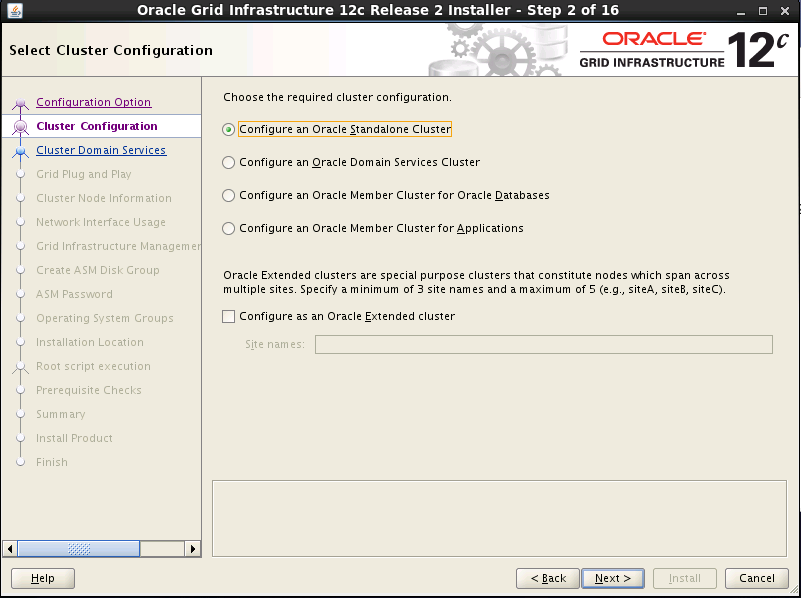 Oracle Grid Infrastructure 12c Release 2 Installer - Step 2 of 16
Select Cluster Configuration
ORACLE
GRID INFRASTRUCTURE
12c
Configuration Option
Cluster Configuration
Cluster Domain Services
Grid Plug and Play
Cluster Node Information
Network Interface Usage
Grid Infrastructure Managemen
Create ASM Disk Group
ASM Password
Operating System Groups
Installation Location
Root script execution
Prerequisite Checks
Summary
Install Product
Finish
Choose the required cluster configuration.
Configure an Oracle Standalone Cluster
Configure an Oracle Domain Services Cluster
Configure an Oracle Member Cluster for Oracle Databases
Configure an Oracle Member Cluster for Applications
Oracle Extended clusters are special purpose clusters that constitute nodes which span across
multiple sites. Specify a minimum of 3 site names and a maximum of 5 (e.g., siteA, siteB, siteC).
Configure as an Oracle Extended cluster
Site names:
Help
< Back
Next >
Install
Cancel